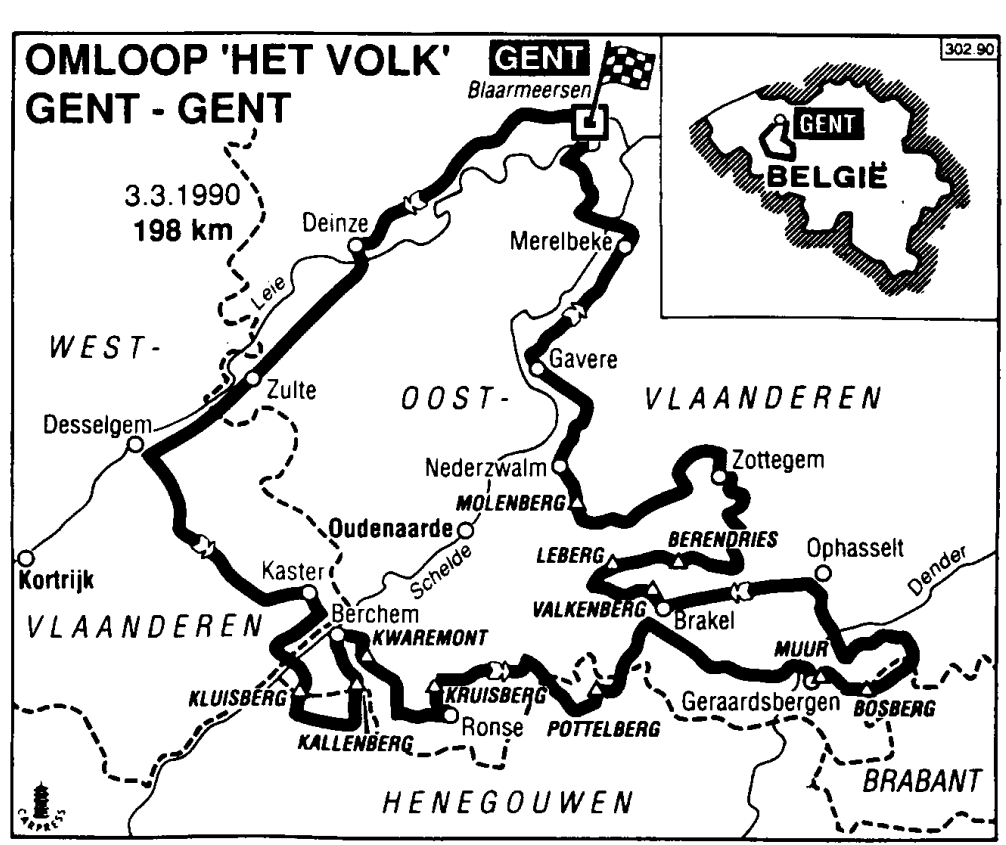 OMLOOP 'HET VOLK'
GENT - GENT
GENT
Blaarmeersen
302.90
GENT
BELGIË
3.3.1990
198 km
Deinze
Merelbeke
Leie
WEST-
Gavere
Zulte
OOST-
VLAANDEREN
Desselgem
Nederzwalm
Zottegem
MOLENBERG
Oudenaarde
BERENDRIES
LEBERG
Ophasselt
Kortrijk
Schelde
Dender
Kaster
VALKENBERG
Brakel
Berchem
VLAANDEREN
KWAREMONT
MUUR
KLUISBERG
KRUISBERG
Geraardsbergen
BOSBERG
Ronse
POTTELBERG
KALLENBERG
BRABANT
HENEGOUWEN
CARPRESS